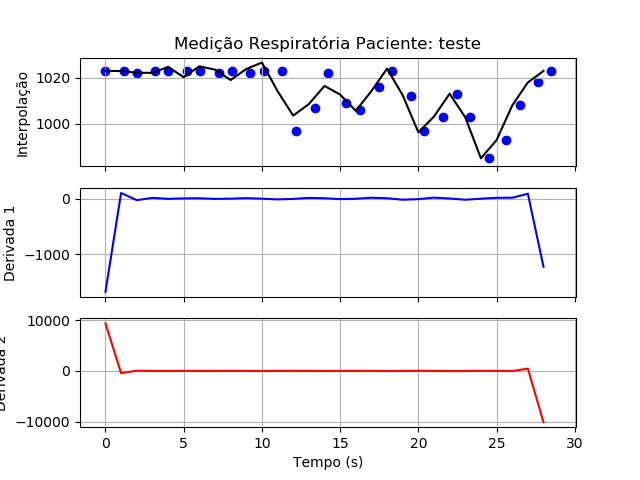 Medição Respiratória Paciente: teste
Interpolação
1020
1000
Derivada 1
0
−1000
Derivada 2
10000
0
−10000
0 5 10 15 20 25 30
Tempo (s)